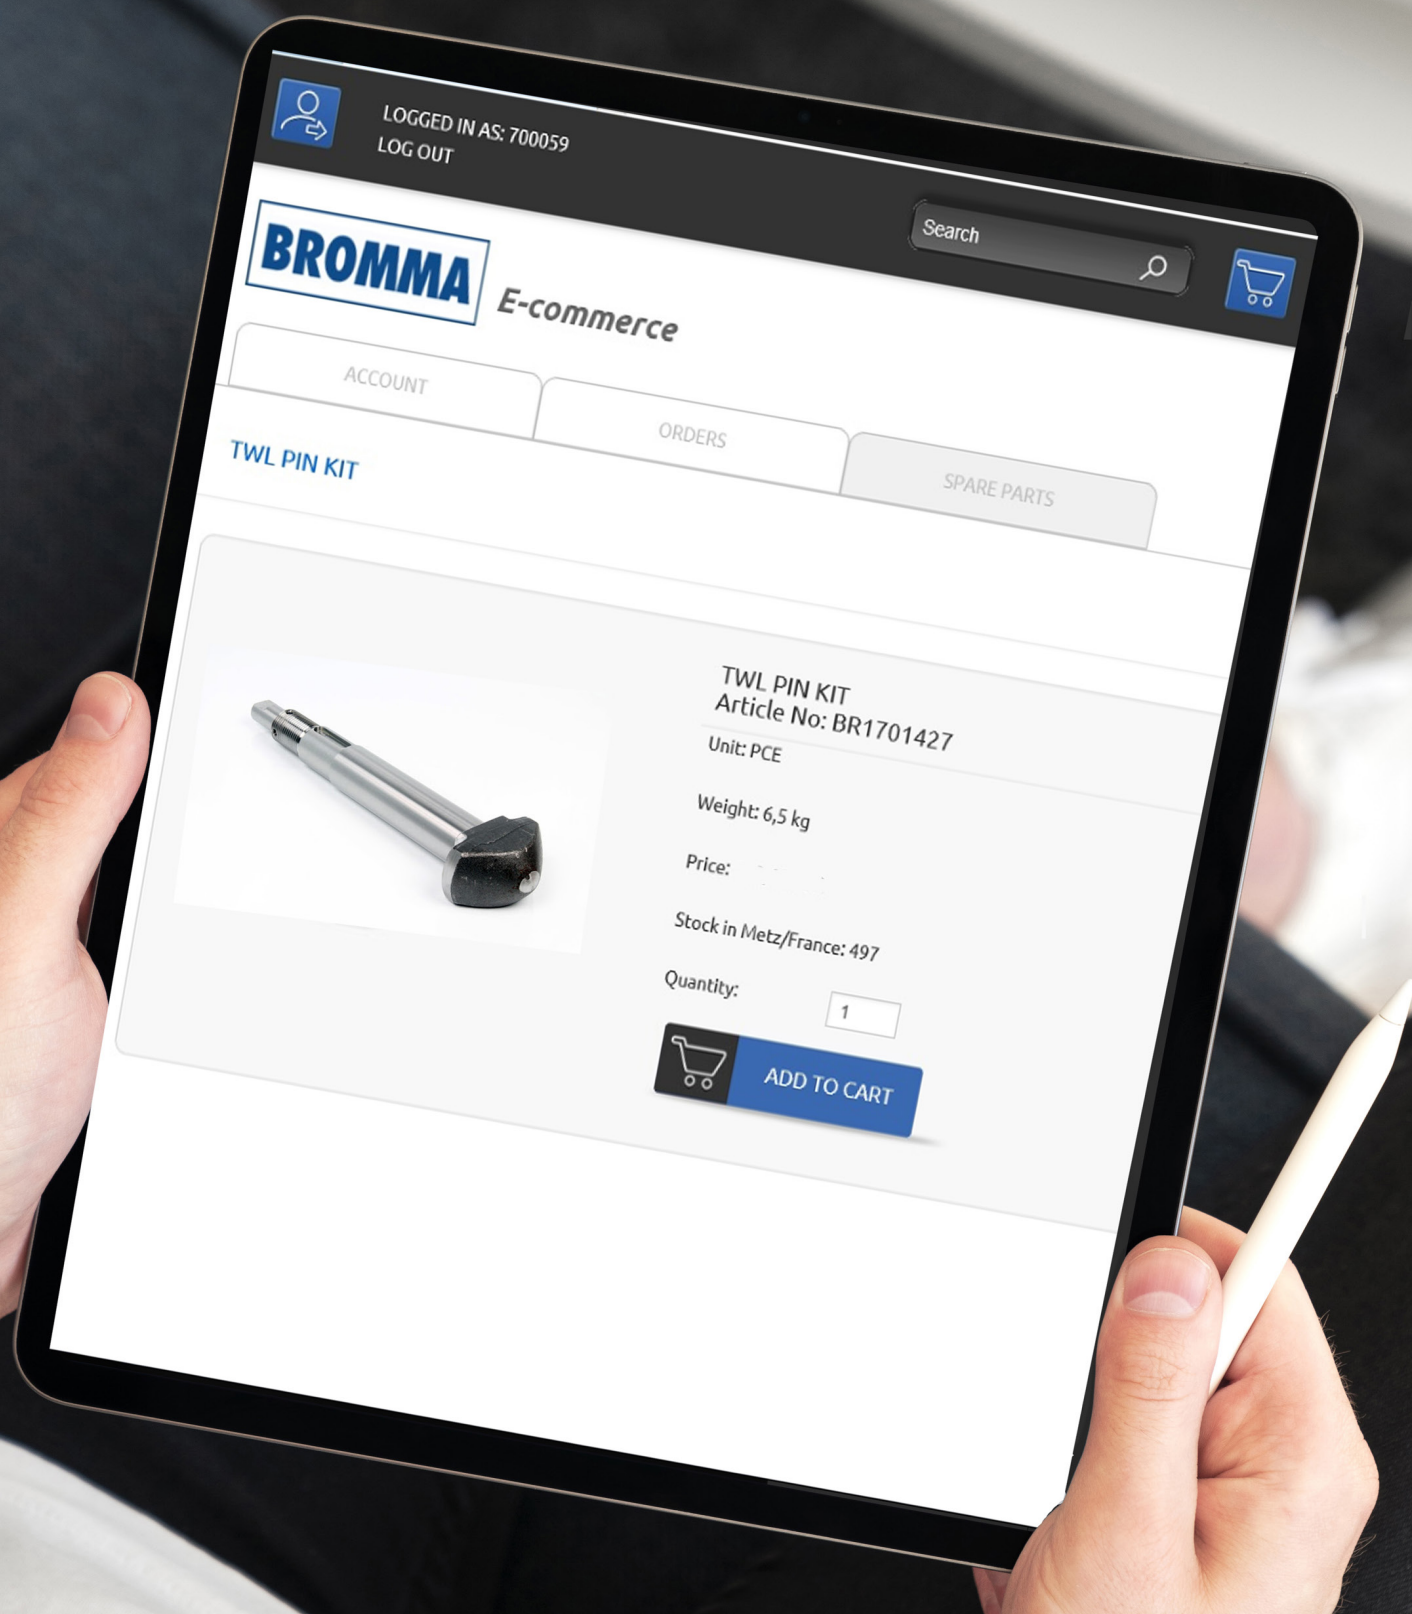 LOGGED IN AS: 700059
LOG OUT
Search
BROMMA
E-commerce
ACCOUNT
ORDERS
SPARE PARTS
TWL PIN KIT
TWL PIN KIT
Article No: BR1701427
Unit: PCE
Weight: 6,5 kg
Price:
Stock in Metz/France: 497
Quantity:
1
ADD TO CART